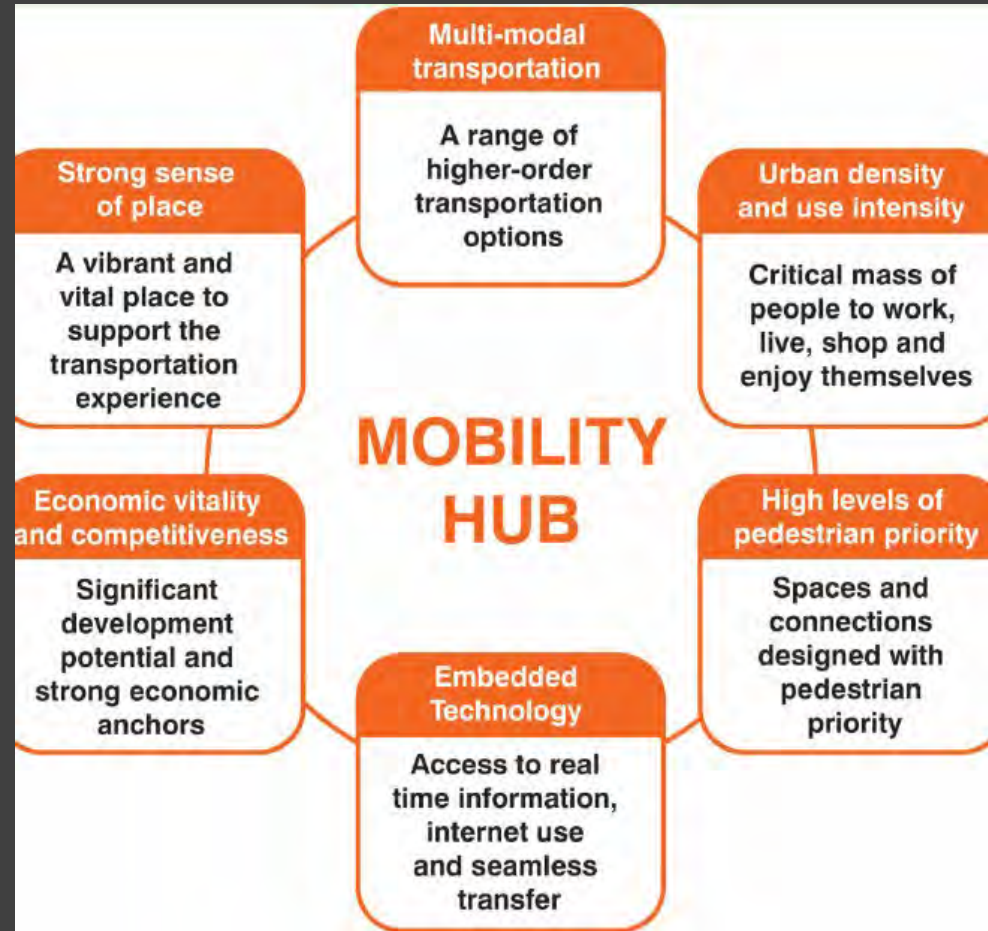 Multi-modal
transportation
A range of
higher-order
transportation
options
Strong sense
of place
A vibrant and
vital place to
support the
transportation
experience
Urban density
and use intensity
Critical mass of
people to work,
live, shop and
enjoy themselves
MOBILITY
HUB
Economic vitality
and competitiveness
Significant
development
potential and
strong economic
anchors
High levels of
pedestrian priority
Spaces and
connections
designed with
pedestrian
priority
Embedded
Technology
Access to real
time information,
internet use
and seamless
transfer